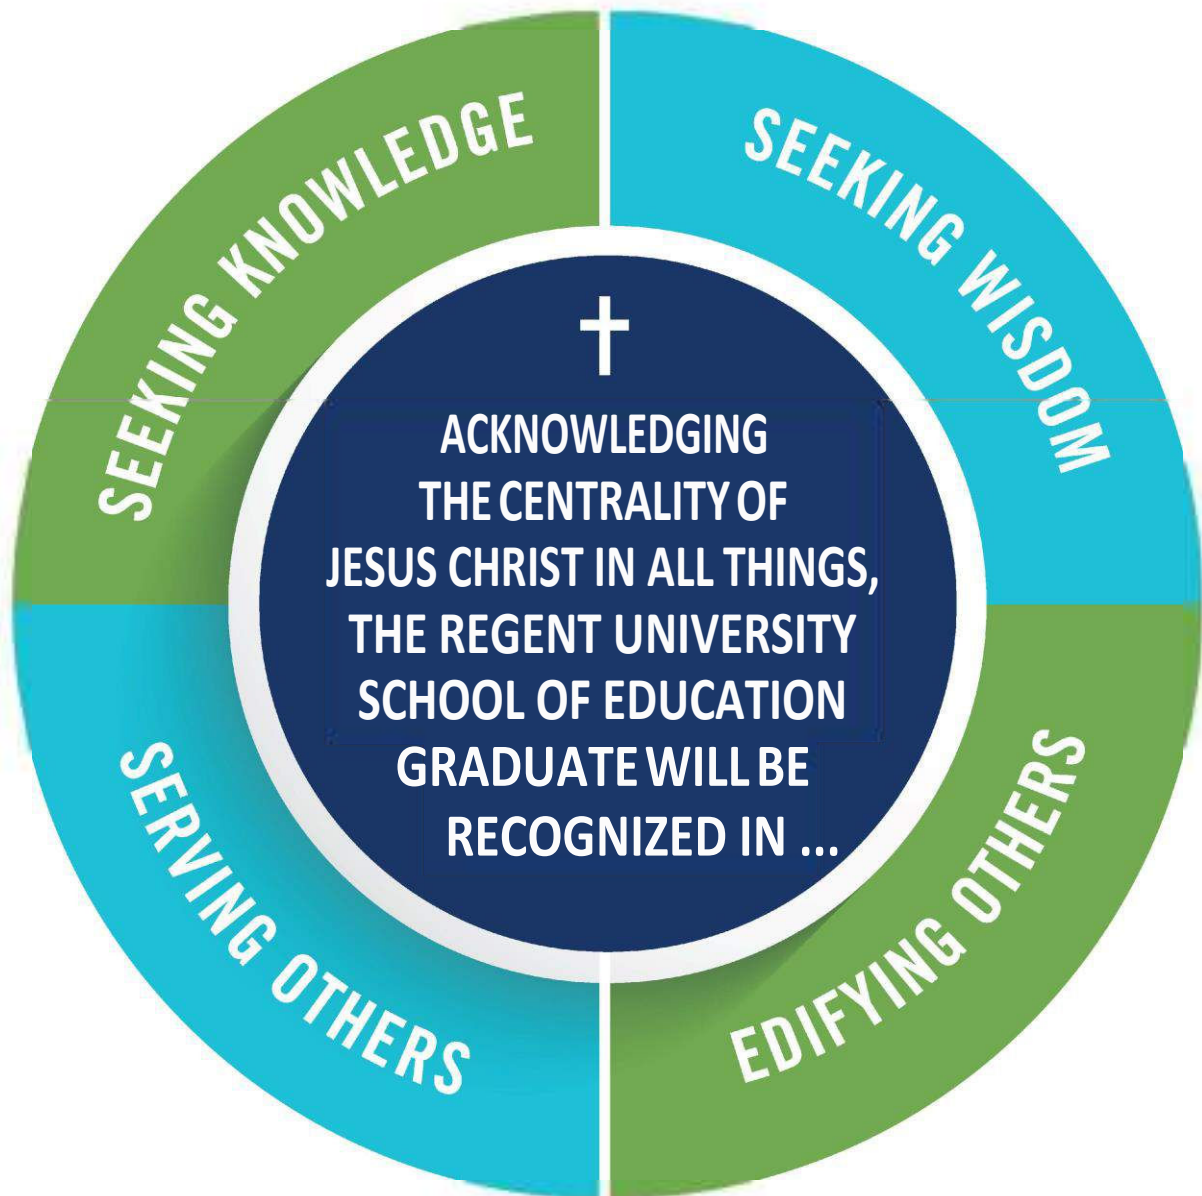 SEEKING KNOWLEDGE
SEEKING WISDOM
ACKNOWLEDGING
THE CENTRALITY OF
JESUS CHRIST IN ALL THINGS,
THE REGENT UNIVERSITY
SCHOOL OF EDUCATION
GRADUATE WILL BE
RECOGNIZED IN ...
SERVING OTHERS
EDIFYING OTHERS